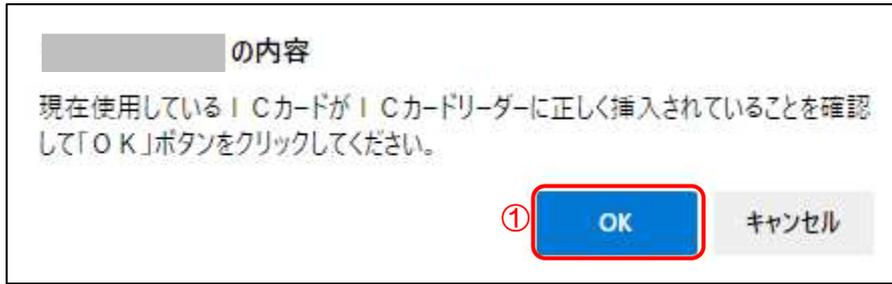 の内容
現在使用しているＩＣカードがＩＣカードリーダーに正しく挿入されていることを確認
して「ＯＫ」ボタンをクリックしてください。
① OK キャンセル